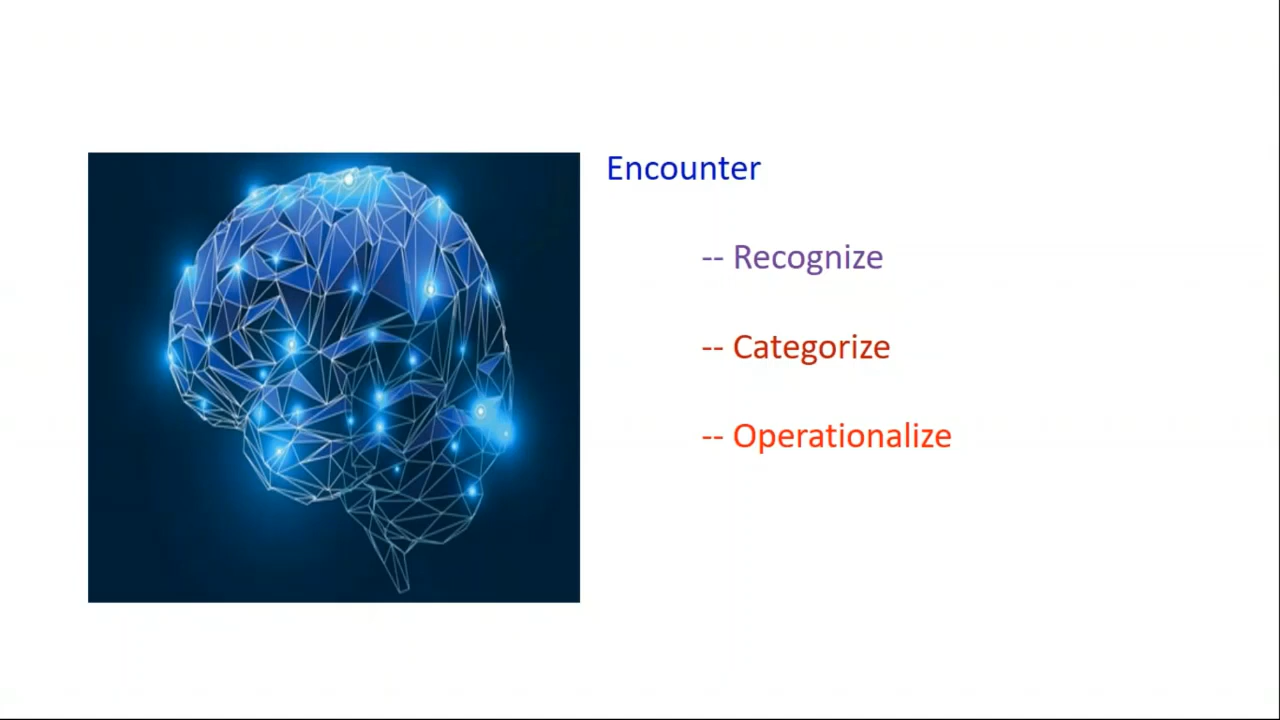 Encounter
-- Recognize
-- Categorize
-- Operationalize